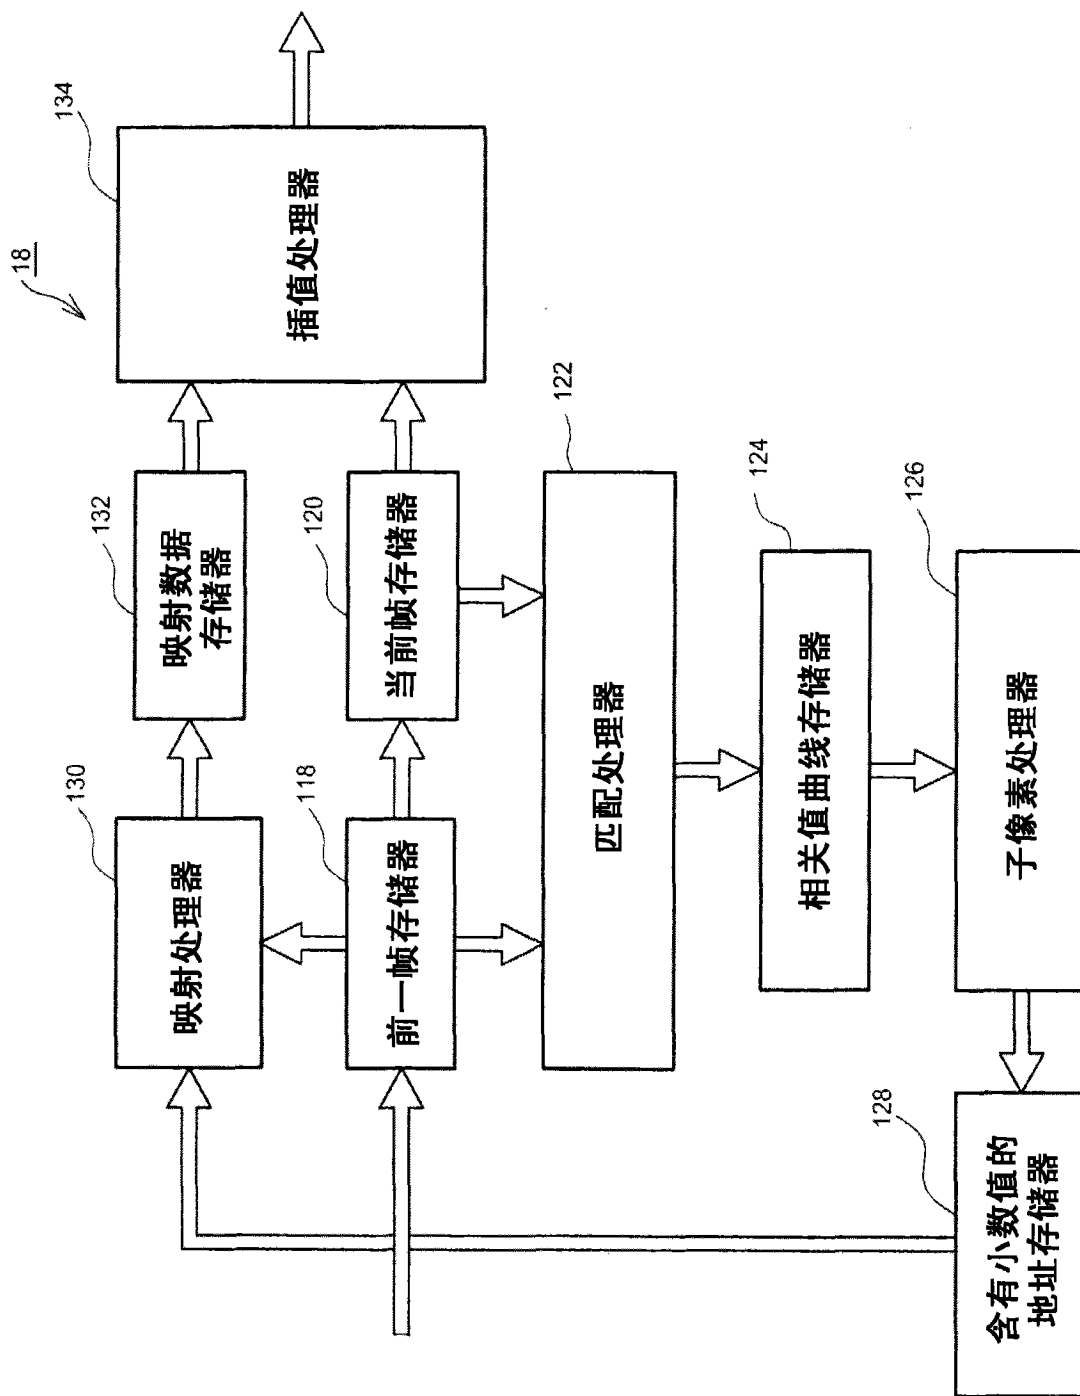 18
134
插值处理器
132
映射数据
存储器
120
当前帧存储器
130
映射处理器
118
前一帧存储器
122
匹配处理器
124
相关值曲线存储器
126
子像素处理器
128
含有小数值的
地址存储器